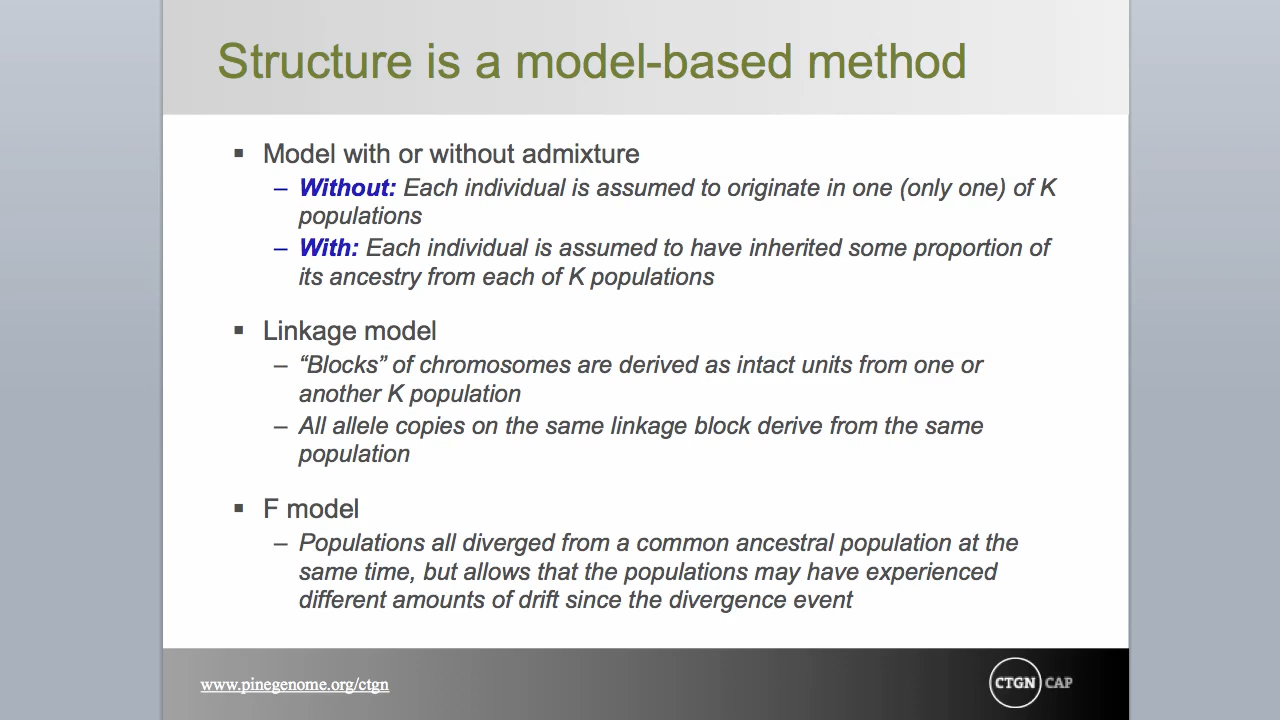 Structure is a model-based method
▪ Model with or without admixture
– Without: Each individual is assumed to originate in one (only one) of K
populations
– With: Each individual is assumed to have inherited some proportion of
its ancestry from each of K populations
▪ Linkage model
– “Blocks” of chromosomes are derived as intact units from one or
another K population
– All allele copies on the same linkage block derive from the same
population
▪ F model
– Populations all diverged from a common ancestral population at the
same time, but allows that the populations may have experienced
different amounts of drift since the divergence event
www.pinegenome.org/ctgn
CTGN CAP